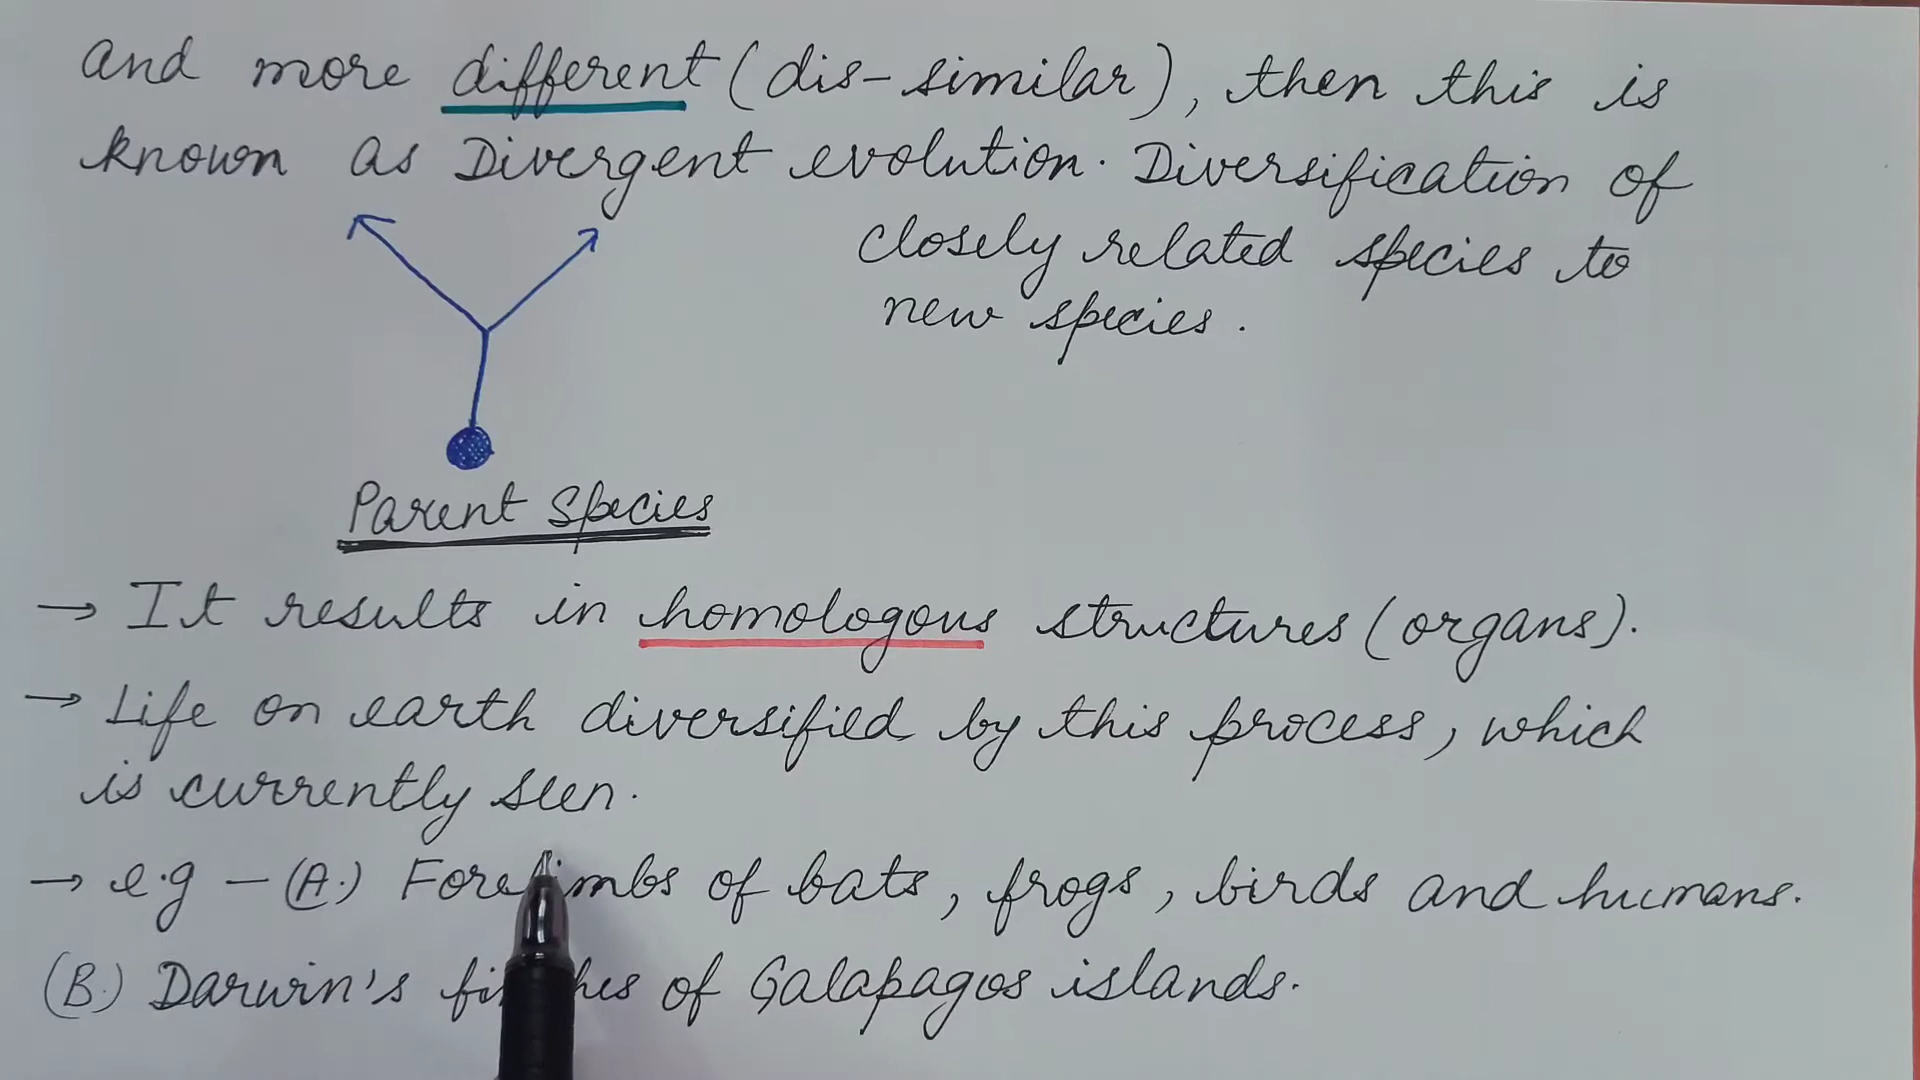 and more different (dis-similar), then this is
known as Divergent evolution. Diversification of
closely related species to
new species.
Parent Species
→ It results in homologous structures (organs).
→ Life on earth diversified by this process, which
is currently seen.
→ e.g - (A.) of bats, frogs, birds and humans.
(B.) Darwin's of Galapagos islands.